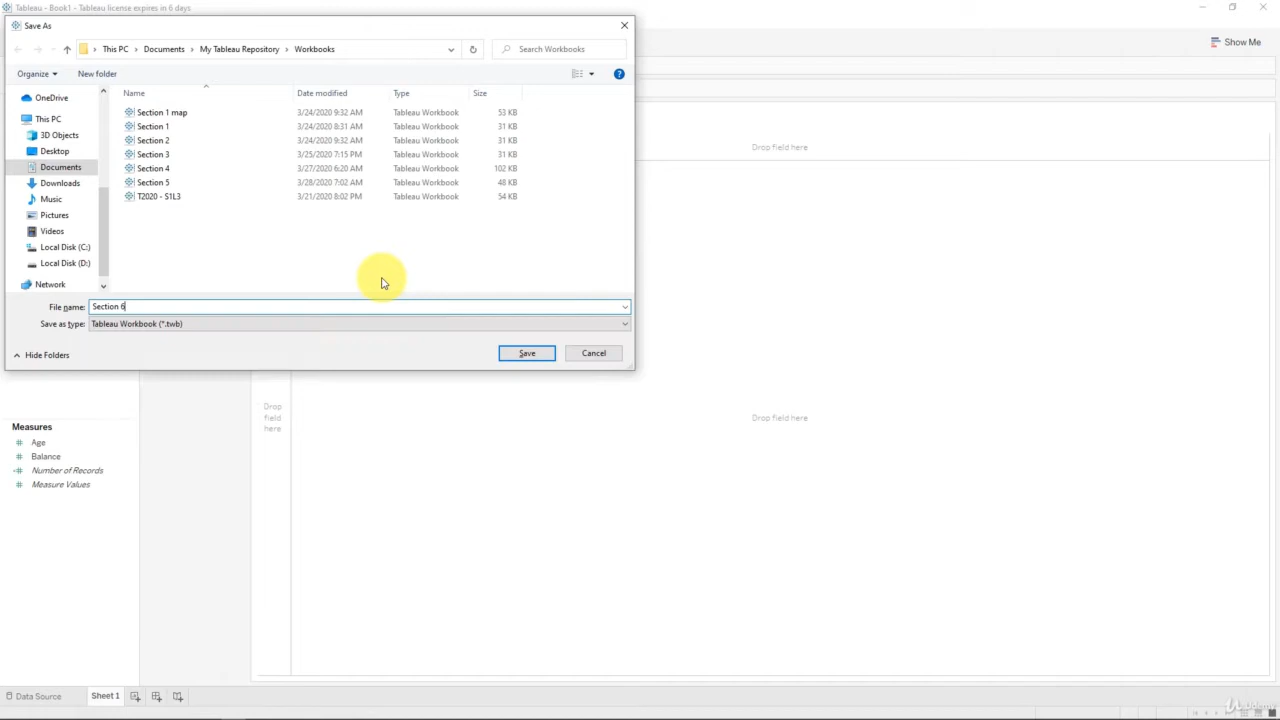 Tableau - Book1 - Tableau license expires in 6 days
Save As
This PC
Documents
My Tableau Repository
Workbooks
Search Workbooks
Show Me
Organize
New folder
Name
Date modified
Type
Size
OneDrive
This PC
3D Objects
Desktop
Documents
Downloads
Music
Pictures
Videos
Local Disk (C:)
Local Disk (D:)
Network
Section 1 map 3/24/2020 9:32 AM Tableau Workbook 53 KB
Section 1 3/24/2020 8:31 AM Tableau Workbook 31 KB
Section 2 3/24/2020 9:32 AM Tableau Workbook 31 KB
Section 3 3/25/2020 7:15 PM Tableau Workbook 31 KB
Section 4 3/27/2020 6:20 AM Tableau Workbook 102 KB
Section 5 3/28/2020 7:02 AM Tableau Workbook 48 KB
T2020 - S1L3 3/21/2020 8:02 PM Tableau Workbook 54 KB
File name: Section 6
Save as type: Tableau Workbook (*.twb)
Hide Folders
Save
Cancel
Drop field here
Drop
field
here
Drop field here
Measures
Age
Balance
Number of Records
Measure Values
Data Source
Sheet 1
Udemy